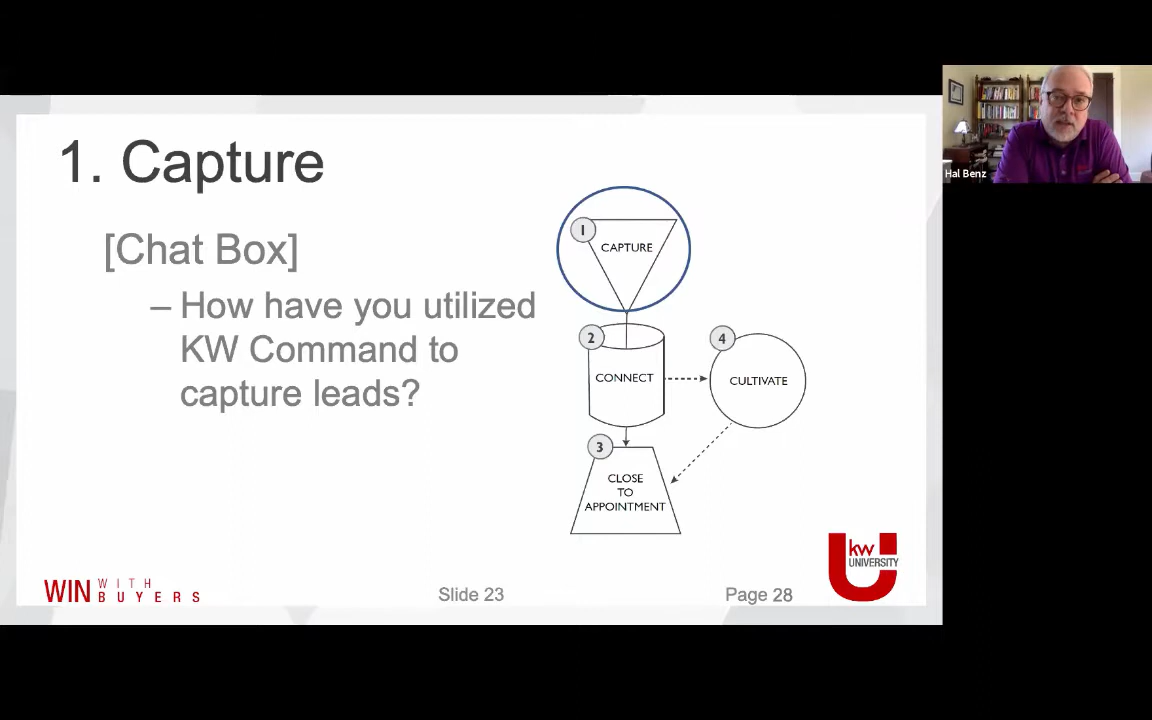 1. Capture
[Chat Box]
– How have you utilized
KW Command to
capture leads?
1
CAPTURE
2
CONNECT
4
CULTIVATE
3
CLOSE
TO
APPOINTMENT
WIN WITH
BUYERS
Slide 23
Page 28
kw
UNIVERSITY
Hal Benz